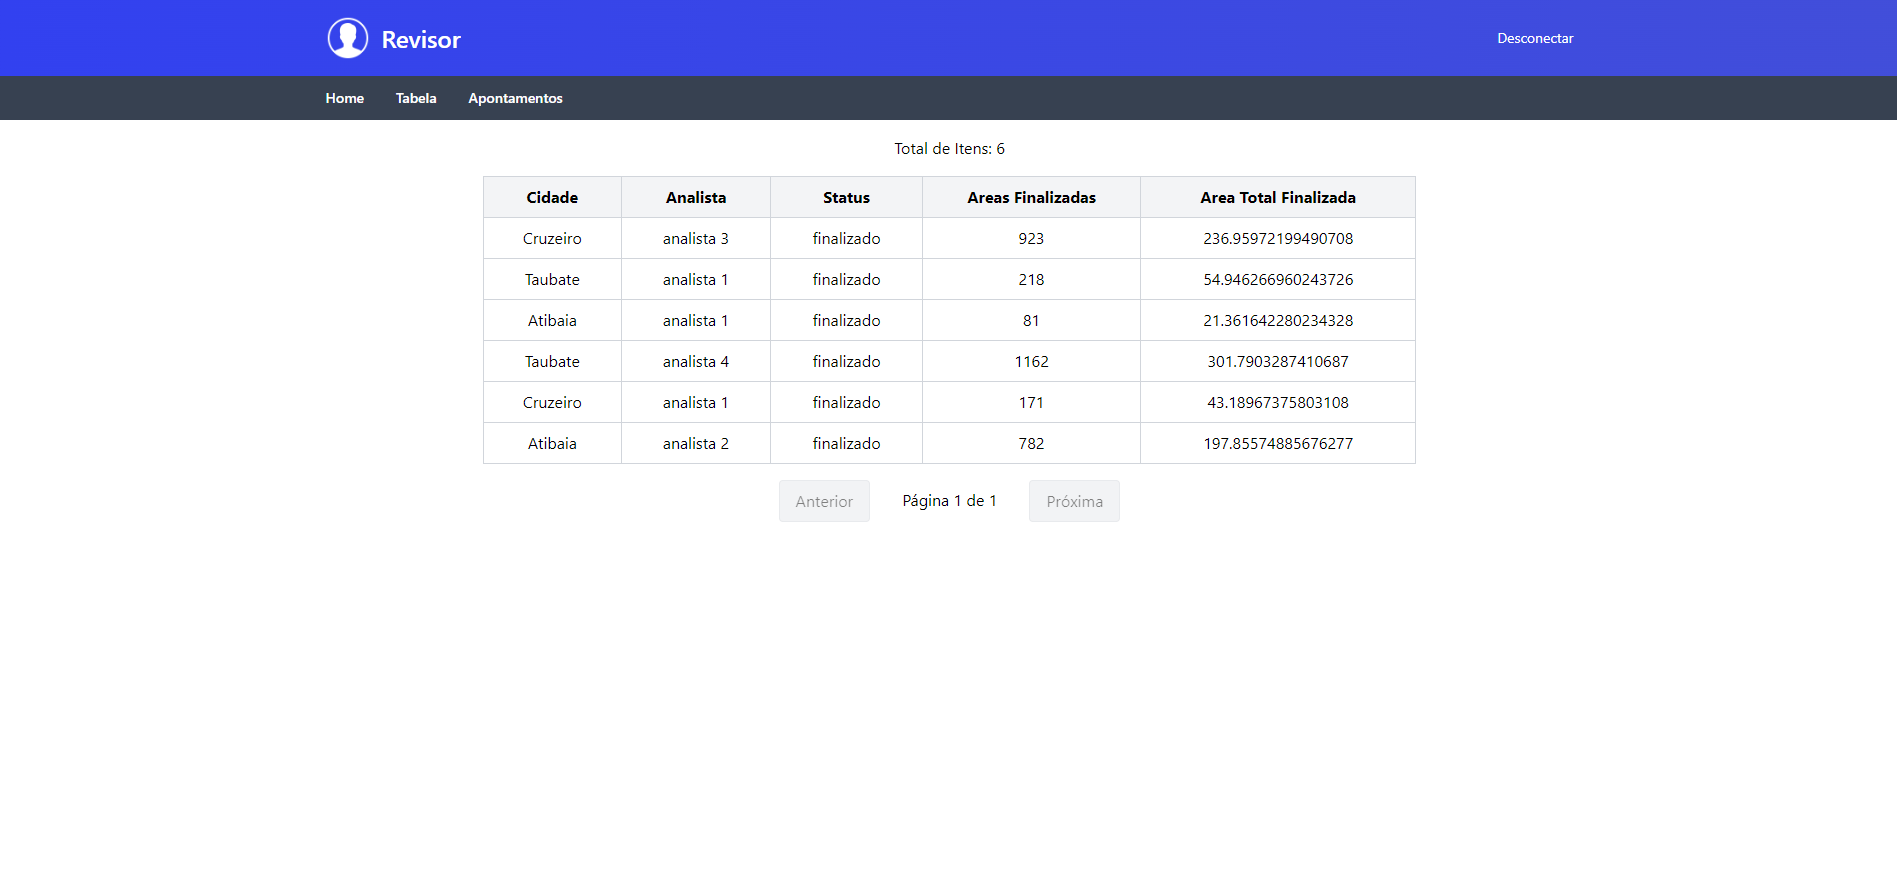 Revisor
Desconectar
Home Tabela Apontamentos
Total de Itens: 6
Cidade Analista Status Areas Finalizadas Area Total Finalizada
Cruzeiro analista 3 finalizado 923 236.95972199490708
Taubate analista 1 finalizado 218 54.946266960243726
Atibaia analista 1 finalizado 81 21.361642280234328
Taubate analista 4 finalizado 1162 301.7903287410687
Cruzeiro analista 1 finalizado 171 43.18967375803108
Atibaia analista 2 finalizado 782 197.85574885676277
Anterior Página 1 de 1 Próxima